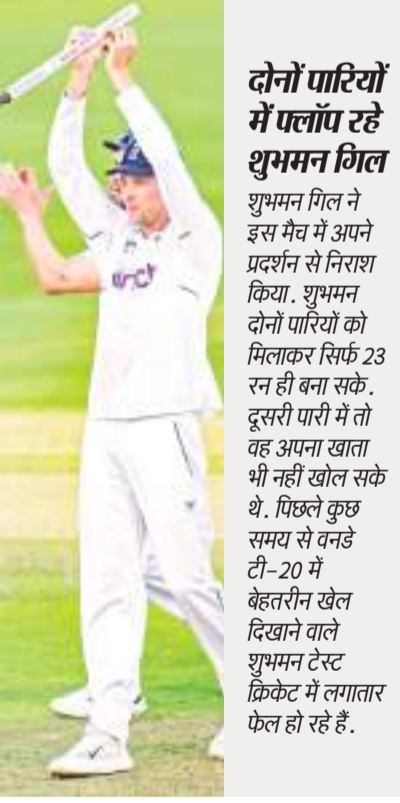 दोनों पारियों
में फ्लॉप रहे
शुभमन गिल
शुभमन गिल ने
इस मैच में अपने
प्रदर्शन से निराश
किया. शुभमन
दोनों पारियों को
मिलाकर सिर्फ 23
रन ही बना सके.
दूसरी पारी में तो
वह अपना खाता
भी नहीं खोल सके
थे. पिछले कुछ
समय से वनडे
टी-20 में
बेहतरीन खेल
दिखाने वाले
शुभमन टेस्ट
क्रिकेट में लगातार
फेल हो रहे हैं.